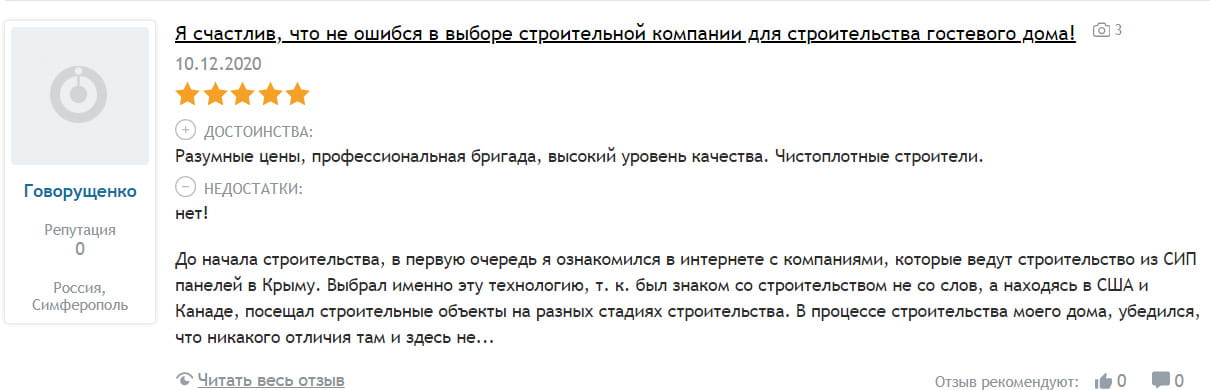 Я счастлив, что не ошибся в выборе строительной компании для строительства гостевого дома! 3
10.12.2020
ДОСТОИНСТВА:
Разумные цены, профессиональная бригада, высокий уровень качества. Чистоплотные строители.
НЕДОСТАТКИ:
нет!
Говорущенко
Репутация
0
Россия,
Симферополь
До начала строительства, в первую очередь я ознакомился в интернете с компаниями, которые ведут строительство из СИП
панелей в Крыму. Выбрал именно эту технологию, т. к. был знаком со строительством не со слов, а находясь в США и
Канаде, посещал строительные объекты на разных стадиях строительства. В процессе строительства моего дома, убедился,
что никакого отличия там и здесь не...
Читать весь отзыв
Отзыв рекомендуют: 0 0